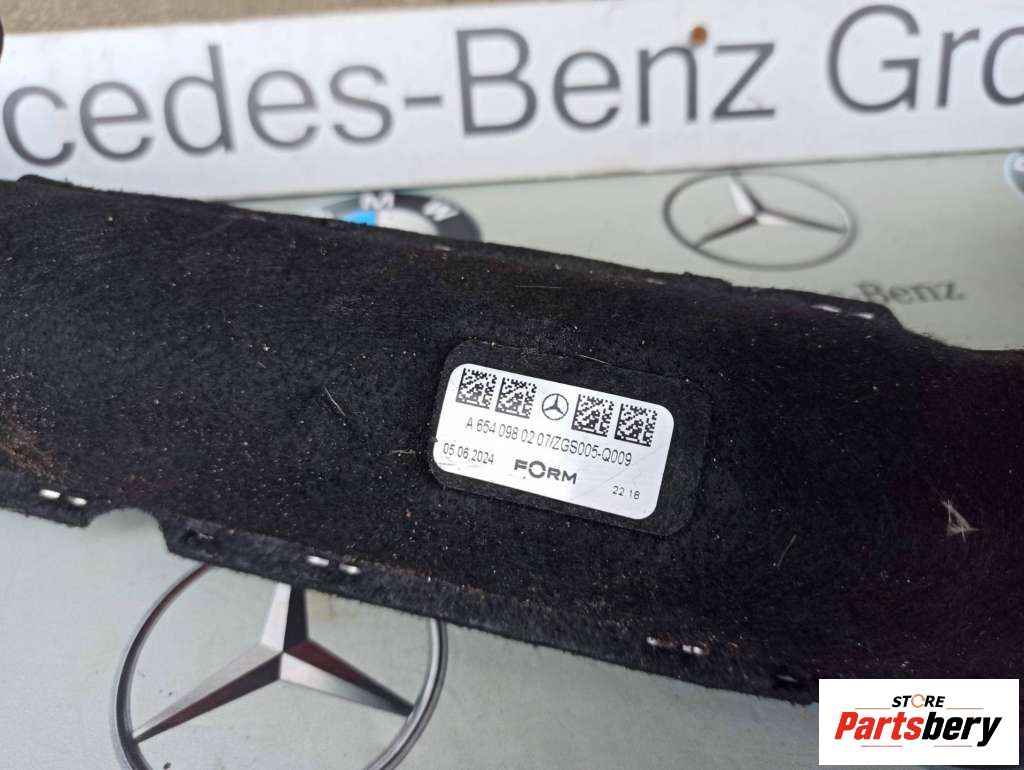 cedes-Benz Gro
M W
-Benz
A 654 098 02 07/ZGS005-Q009
05.06.2024 FORM 22:18
STORE
Partsbery